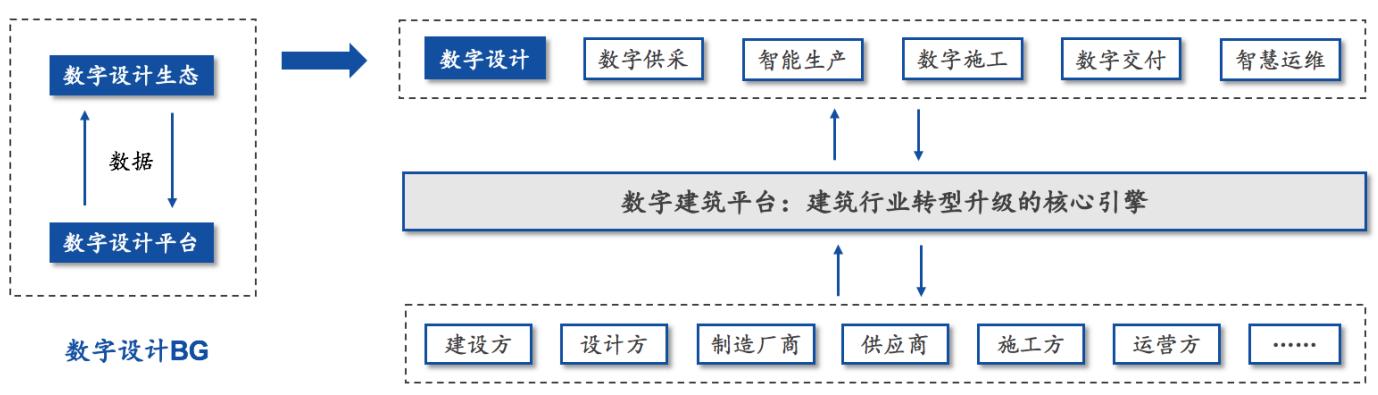 数字设计生态
数据
数字设计平台
数字设计BG
数字设计 数字供采 智能生产 数字施工 数字交付 智慧运维
数字建筑平台：建筑行业转型升级的核心引擎
建设方 设计方 制造厂商 供应商 施工方 运营方 ……